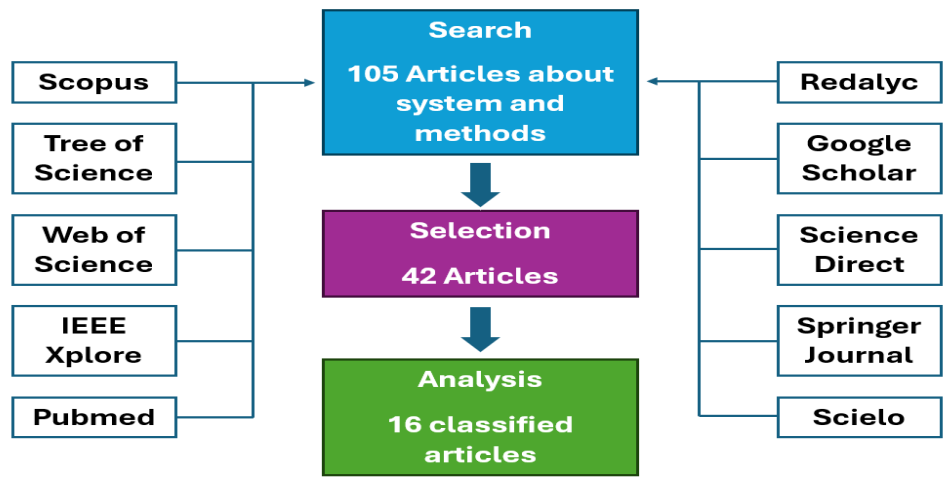 Scopus
Tree of
Science
Web of
Science
IEEE
Xplore
Pubmed
Search
105 Articles about
system and
methods
Selection
42 Articles
Analysis
16 classified
articles
Redalyc
Google
Scholar
Science
Direct
Springer
Journal
Scielo